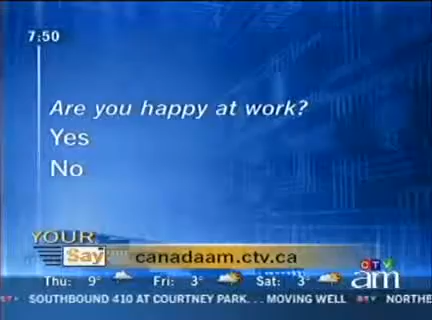 7:50
Are you happy at work?
Yes
No
YOUR
Say
canadaam.ctv.ca
Thu: 9° Fri: 3° Sat: 3°
CTV
am
SOUTHBOUND 410 AT COURTNEY PARK... MOVING WELL NORTHE